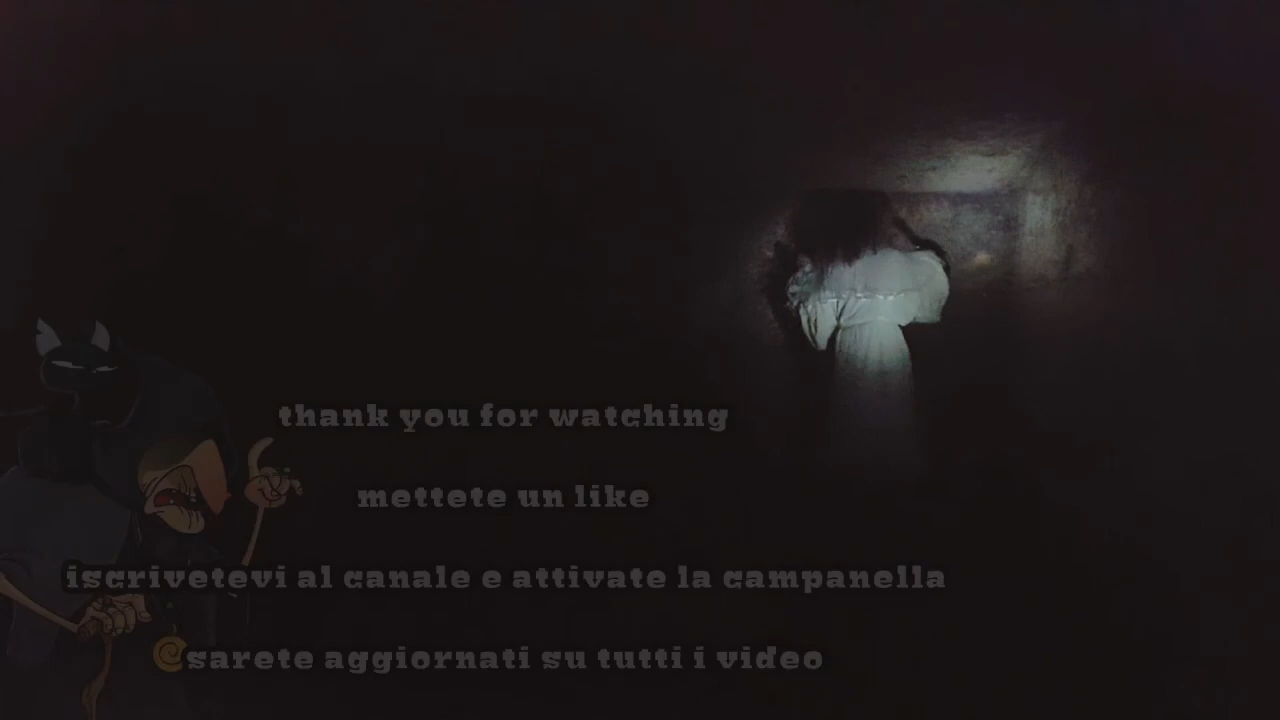 thank you for watching
mettete un like
iscrivetevi al canale e attivate la campanella
sarete aggiornati su tutti i video